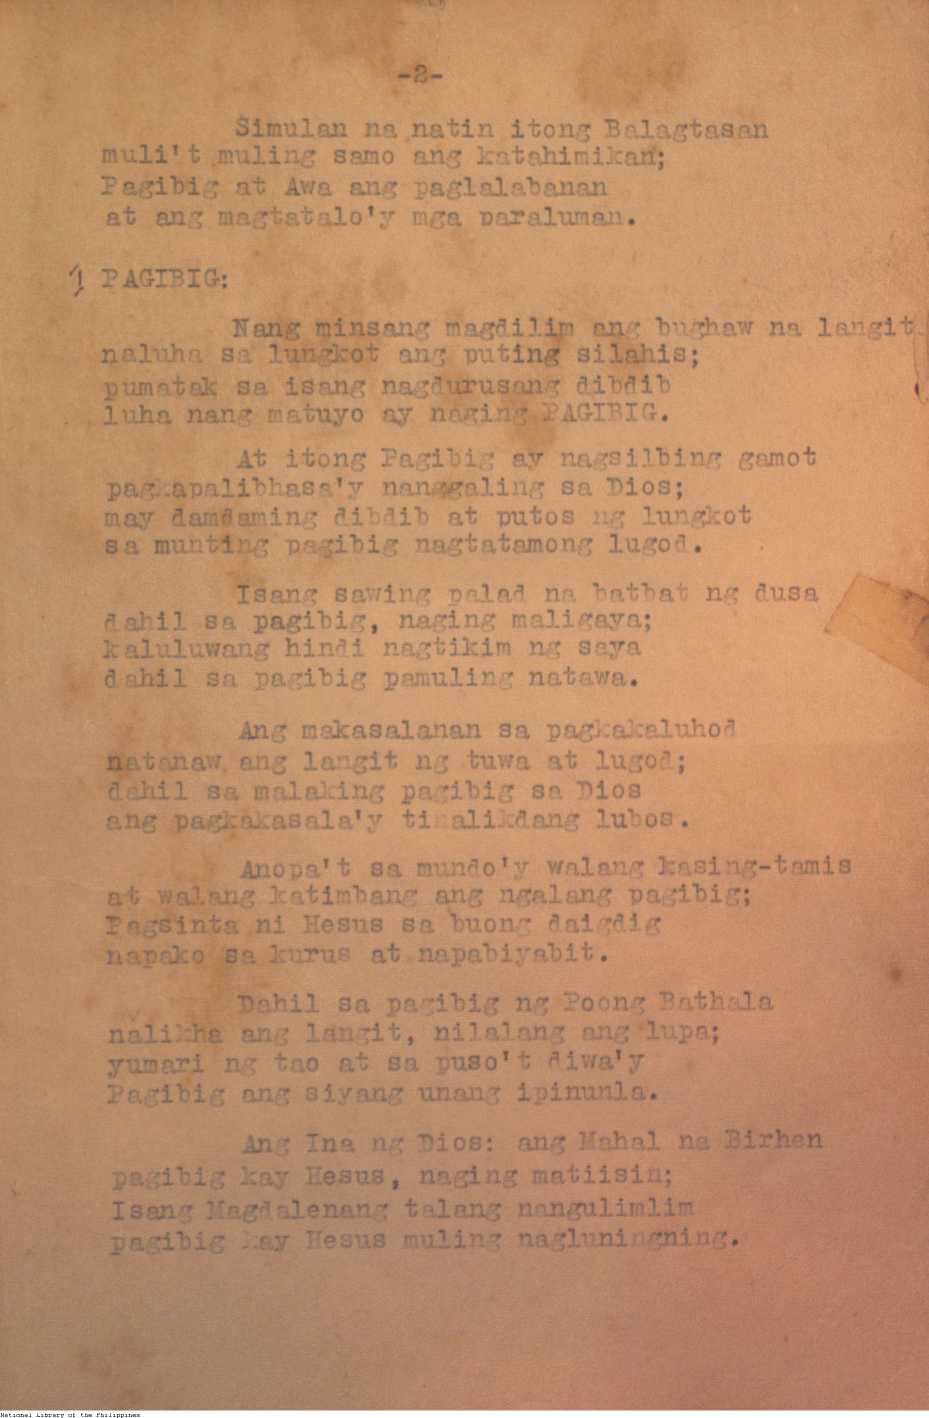 -2-
Simulan na natin itong Balagtasan
muli't muling samo ang katahimikan;
Pagibig at Awa ang paglalabanan
at ang magtatalo'y mga paraluman.
1 PAGIBIG:
Nang minsang magdilim ang bughaw na langit
naluha sa lungkot ang puting silahis;
pumatak sa isang nagdurusang dibdib
luha nang matuyo ay naging PAGIBIG.
At itong Pagibig ay nagsilbing gamot
pagkapalibhasa'y nanggaling sa Dios;
may damdaming dibdib at putos ng lungkot
sa munting pagibig nagtatamong lugod.
Isang sawing palad na batbat ng dusa
dahil sa pagibig, naging maligaya;
kaluluwang hindi nagtikim ng saya
dahil sa pagibig pamuling natawa.
Ang makasalanan sa pagkakaluhod
natanaw ang langit ng tuwa at lugod;
dahil sa malaking pagibig sa Dios
ang pagkakasala'y tinalikdang lubos.
Anopa't sa mundo'y walang kasing-tamis
at walang katimbang ang ngalang pagibig;
Pagsinta ni Hesus sa buong daigdig
napako sa kurus at napabiyabit.
Dahil sa pagibig ng Poong Bathala
nalikha ang langit, nilalang ang lupa;
yumari ng tao at sa puso't diwa'y
Pagibig ang siyang unang ipinunla.
Ang Ina ng Dios: ang Mahal na Birhen
pagibig kay Hesus, naging matiisin;
Isang Magdalenang talang nangulimlim
pagibig kay Hesus muling nagluningning.
National Library of the Philippines